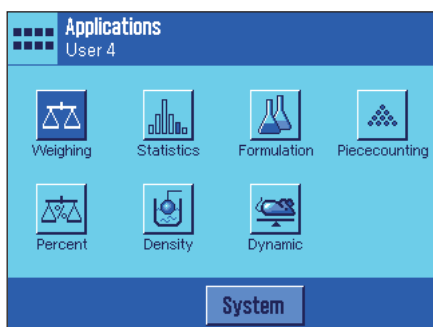 Applications
User 4
Weighing Statistics Formulation Piececounting
Percent Density Dynamic
System